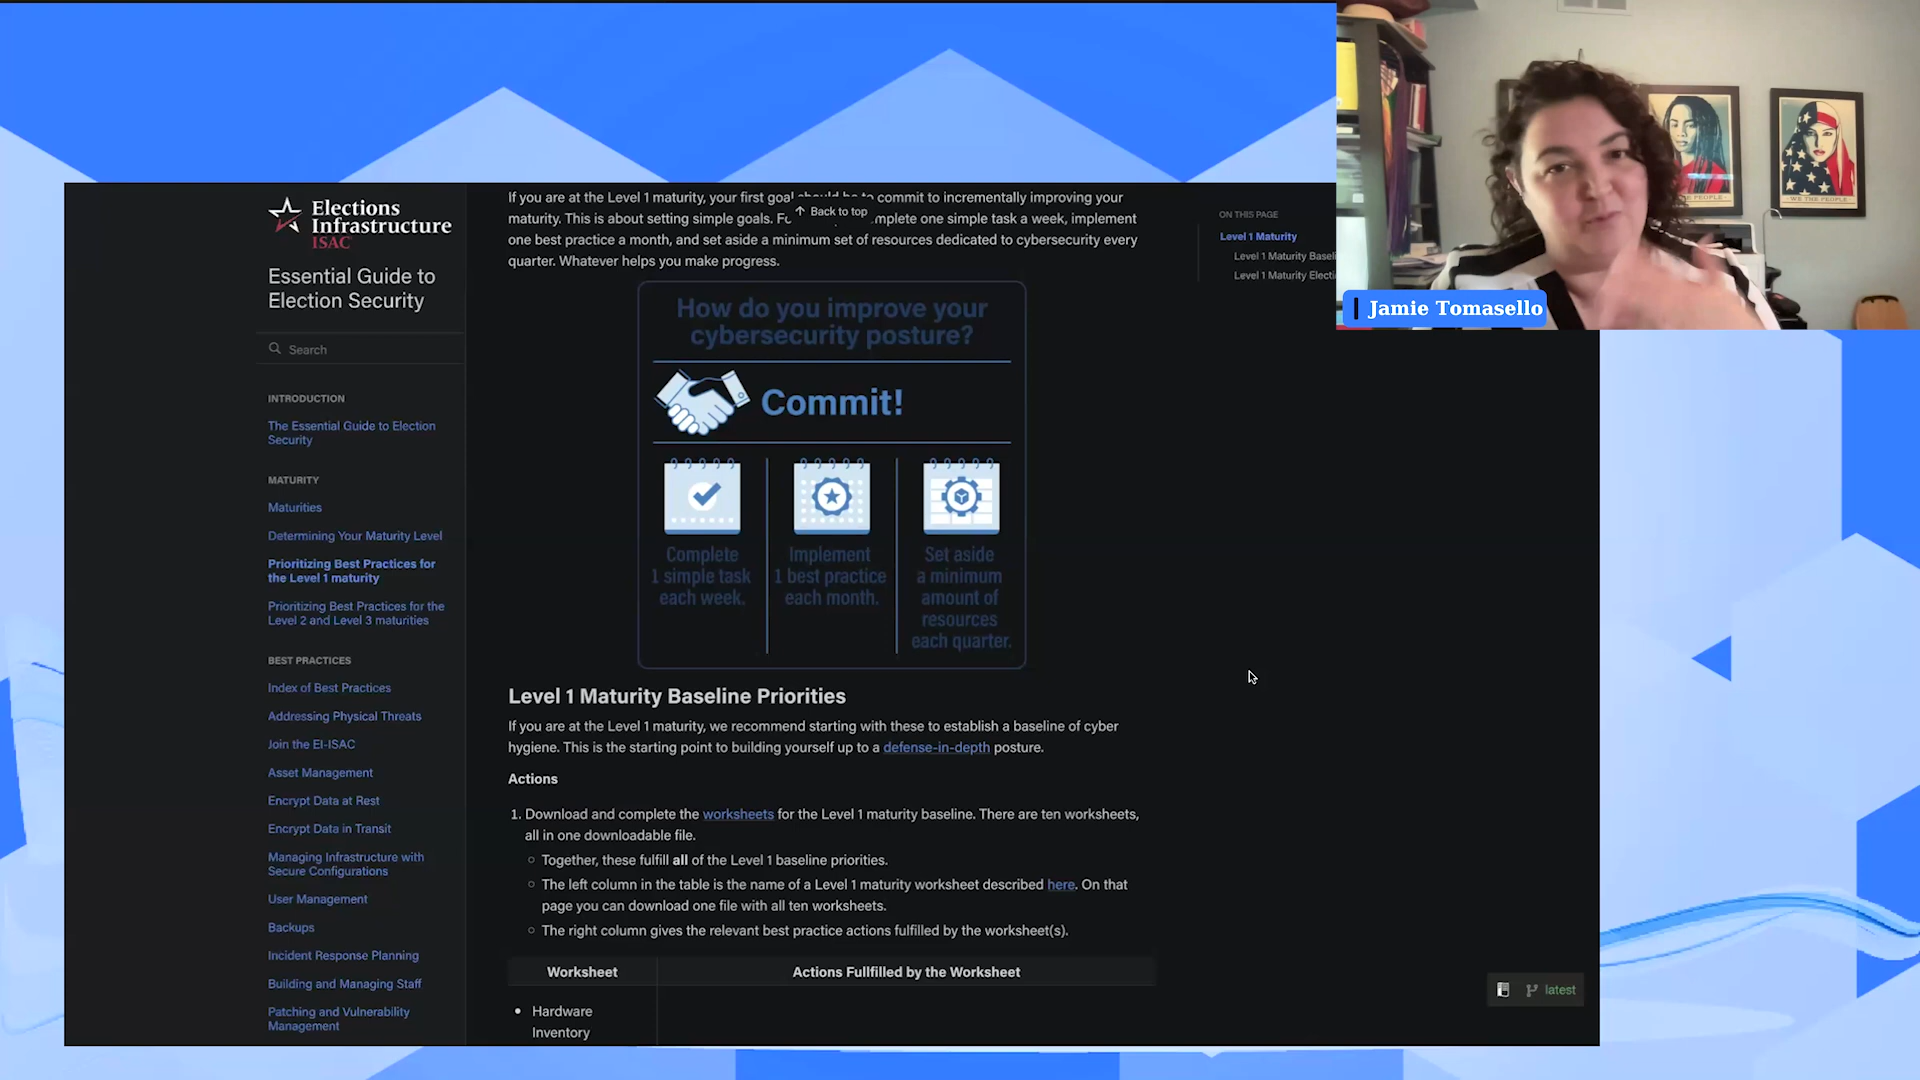 Elections
Infrastructure
ISAC
Essential Guide to
Election Security
Search
INTRODUCTION
The Essential Guide to Election
Security
MATURITY
Maturities
Determining Your Maturity Level
Prioritizing Best Practices for
the Level 1 maturity
Prioritizing Best Practices for the
Level 2 and Level 3 maturities
BEST PRACTICES
Index of Best Practices
Addressing Physical Threats
Join the EI-ISAC
Asset Management
Encrypt Data at Rest
Encrypt Data in Transit
Managing Infrastructure with
Secure Configurations
User Management
Backups
Incident Response Planning
Building and Managing Staff
Patching and Vulnerability
Management
If you are at the Level 1 maturity, your first goal should be to commit to incrementally improving your
Back to top
maturity. This is about setting simple goals. mplete one simple task a week, implement
one best practice a month, and set aside a minimum set of resources dedicated to cybersecurity every
quarter. Whatever helps you make progress.
How do you improve your
cybersecurity posture?
Commit!
Complete
1 simple task
each week.
Implement
1 best practice
each month.
Set aside
a minimum
amount of
resources
each quarter.
Level 1 Maturity Baseline Priorities
If you are at the Level 1 maturity, we recommend starting with these to establish a baseline of cyber
hygiene. This is the starting point to building yourself up to a defense-in-depth posture.
Actions
1. Download and complete the worksheets for the Level 1 maturity baseline. There are ten worksheets,
all in one downloadable file.
Together, these fulfill all of the Level 1 baseline priorities.
The left column in the table is the name of a Level 1 maturity worksheet described here. On that
page you can download one file with all ten worksheets.
The right column gives the relevant best practice actions fulfilled by the worksheet(s).
Worksheet
Actions Fullfilled by the Worksheet
Hardware
Inventory
ON THIS PAGE
Level 1 Maturity
Level 1 Maturity Baseli
Level 1 Maturity Electi
latest
Jamie Tomasello
WE THE PEOPLE